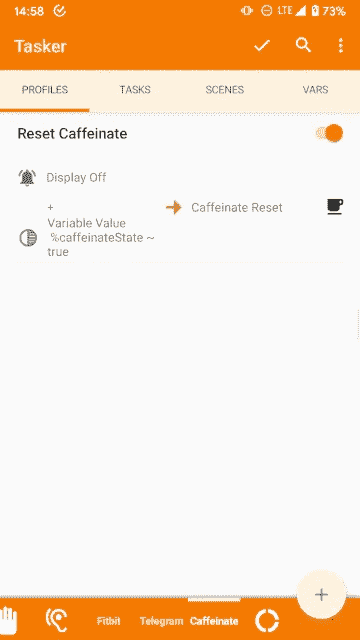 14:58 LTE 73%
Tasker
PROFILES TASKS SCENES VARS
Reset Caffeinate
Display Off
+
Caffeinate Reset
Variable Value
%caffeinateState ~
true
+
Fitbit Telegram Caffeinate